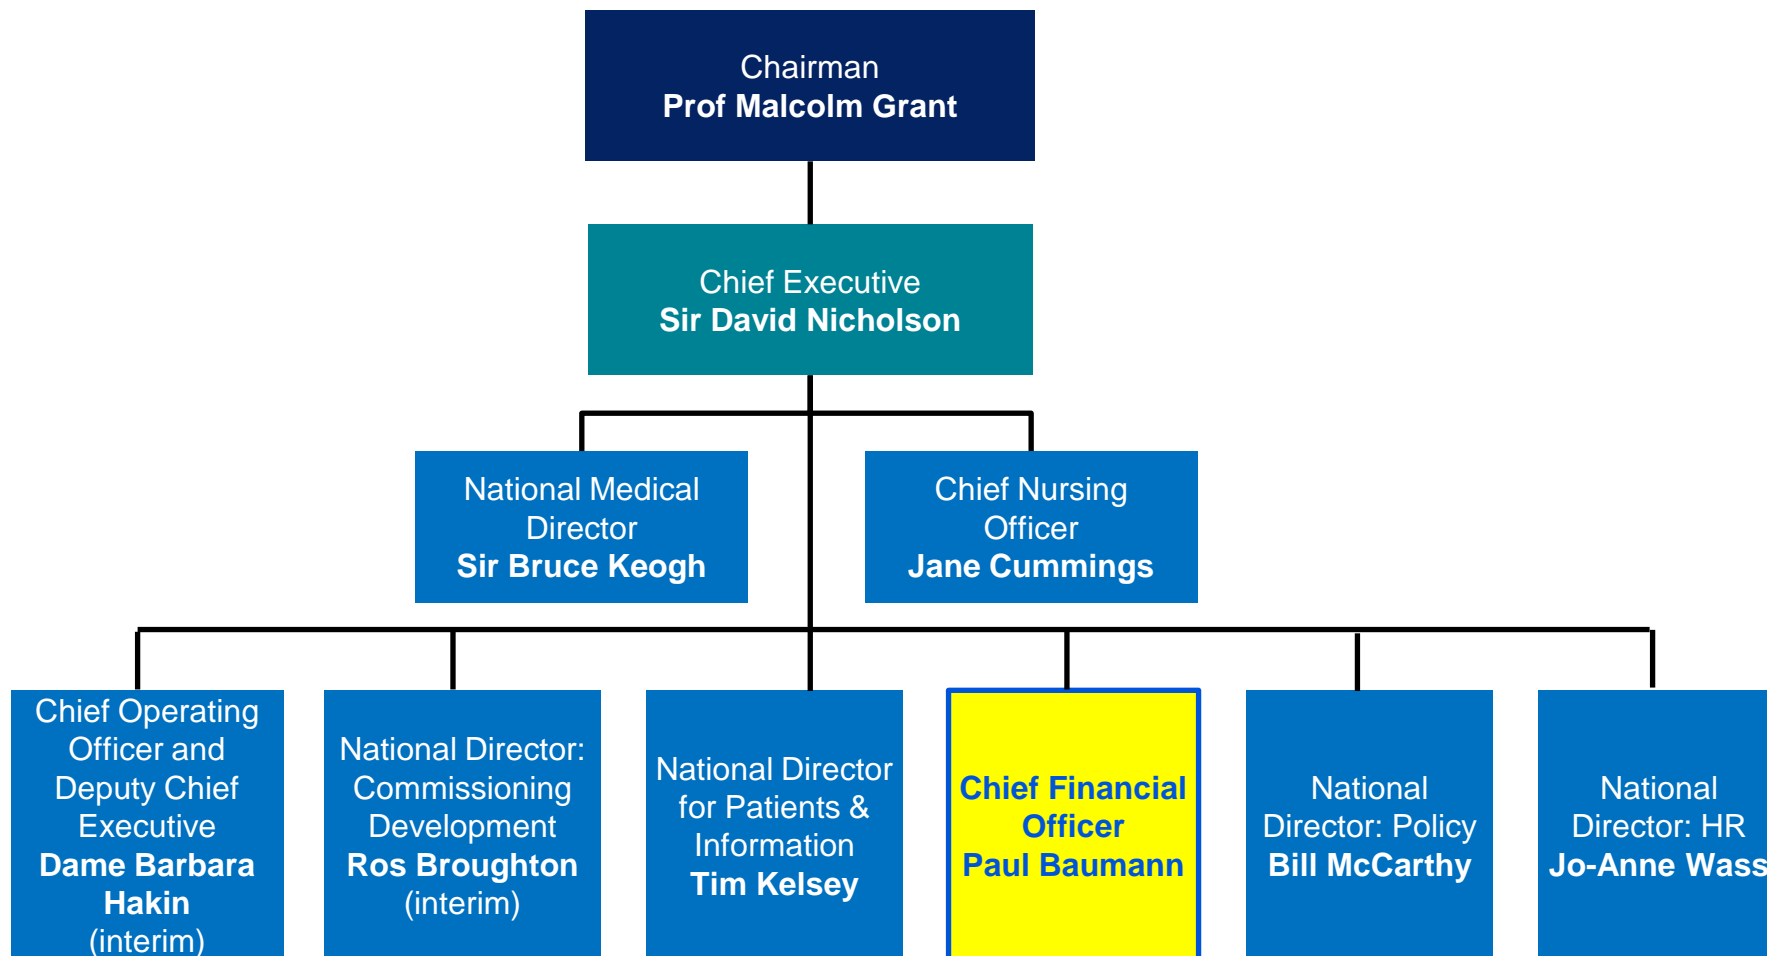 Chairman
Prof Malcolm Grant
Chief Executive
Sir David Nicholson
National Medical
Director
Sir Bruce Keogh
Chief Nursing
Officer
Jane Cummings
Chief Operating
Officer and
Deputy Chief
Executive
Dame Barbara
Hakin
(interim)
National Director:
Commissioning
Development
Ros Broughton
(interim)
National Director
for Patients &
Information
Tim Kelsey
Chief Financial
Officer
Paul Baumann
National
Director: Policy
Bill McCarthy
National
Director: HR
Jo-Anne Wass